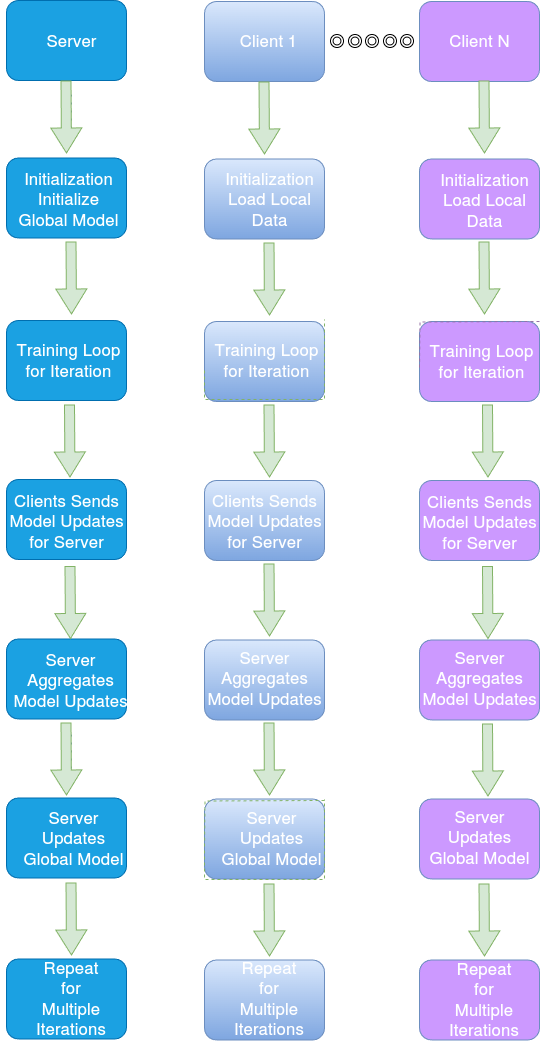 Server
Client 1
Client N
Initialization
Initialize
Global Model
Initialization
Load Local
Data
Initialization
Load Local
Data
Training Loop
for Iteration
Training Loop
for Iteration
Training Loop
for Iteration
Clients Sends
Model Updates
for Server
Clients Sends
Model Updates
for Server
Clients Sends
Model Updates
for Server
Server
Aggregates
Model Updates
Server
Aggregates
Model Updates
Server
Aggregates
Model Updates
Server
Updates
Global Model
Server
Updates
Global Model
Server
Updates
Global Model
Repeat
for
Multiple
Iterations
Repeat
for
Multiple
Iterations
Repeat
for
Multiple
Iterations